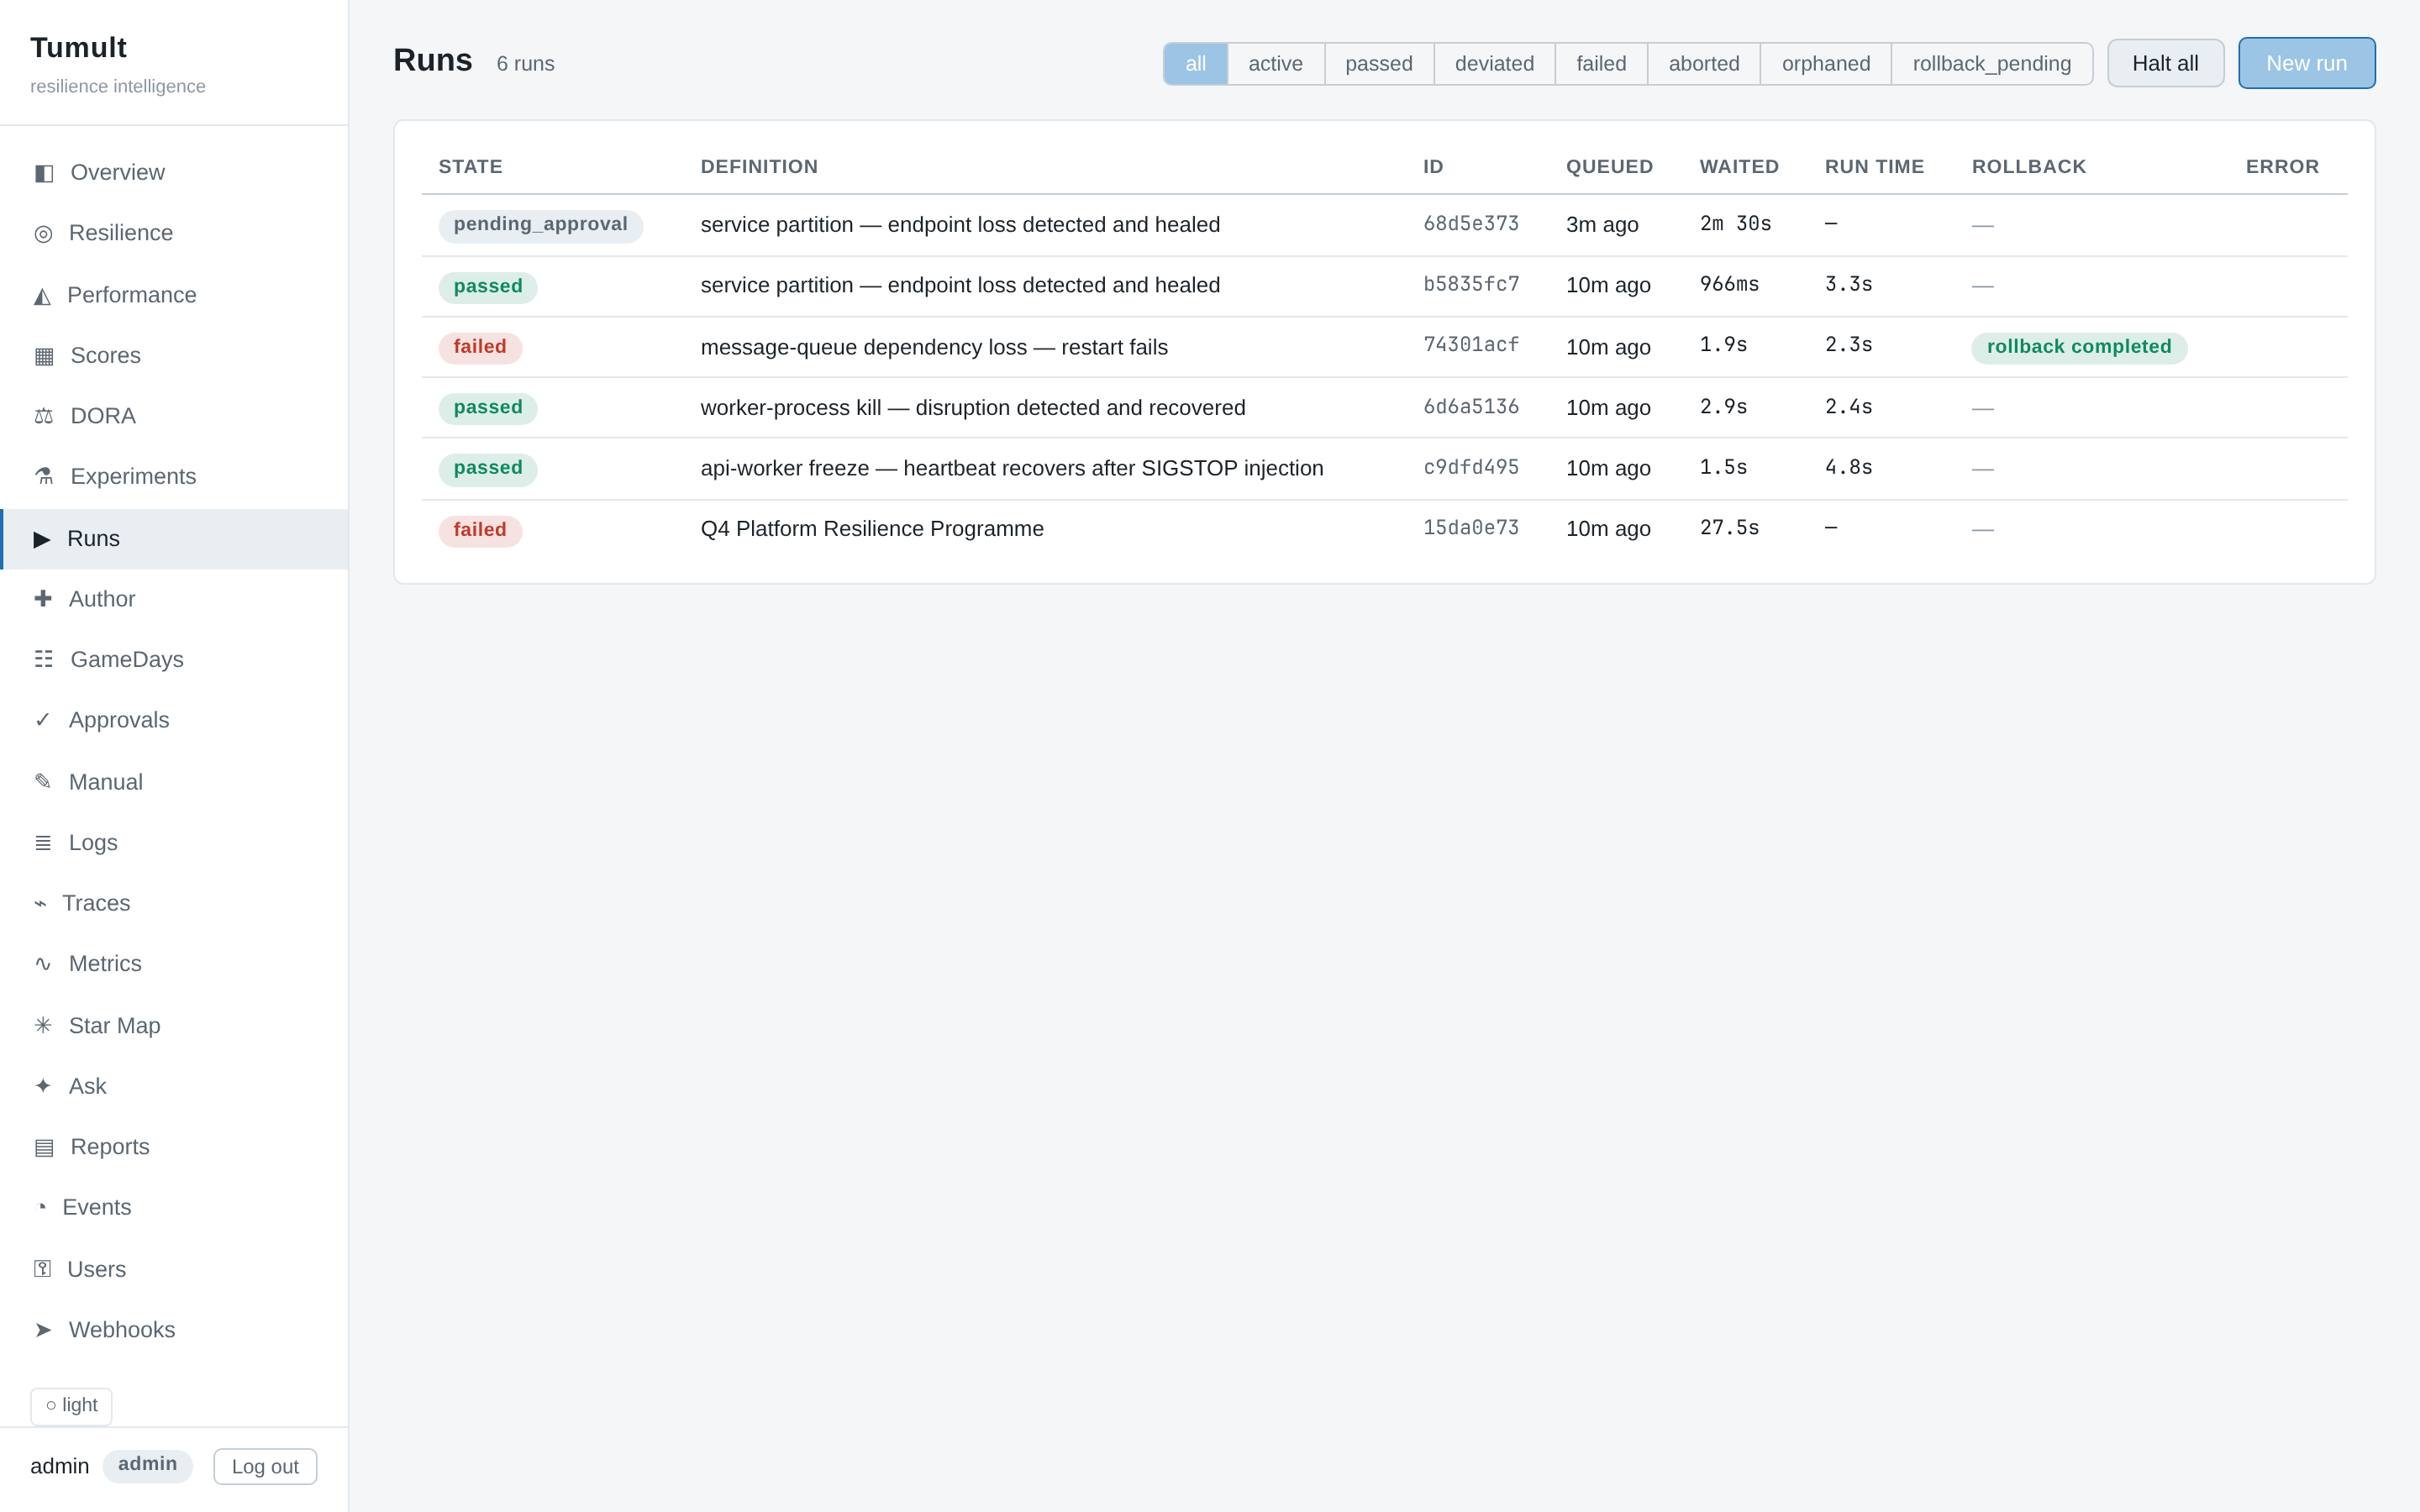 Tumult
resilience intelligence
Overview
Resilience
Performance
Scores
DORA
Experiments
Runs
Author
GameDays
Approvals
Manual
Logs
Traces
Metrics
Star Map
Ask
Reports
Events
Users
Webhooks
light
admin admin Log out
Runs 6 runs all active passed deviated failed aborted orphaned rollback_pending Halt all New run
STATE DEFINITION ID QUEUED WAITED RUN TIME ROLLBACK ERROR
pending_approval service partition — endpoint loss detected and healed 68d5e373 3m ago 2m 30s — —
passed service partition — endpoint loss detected and healed b5835fc7 10m ago 966ms 3.3s —
failed message-queue dependency loss — restart fails 74301acf 10m ago 1.9s 2.3s rollback completed
passed worker-process kill — disruption detected and recovered 6d6a5136 10m ago 2.9s 2.4s —
passed api-worker freeze — heartbeat recovers after SIGSTOP injection c9dfd495 10m ago 1.5s 4.8s —
failed Q4 Platform Resilience Programme 15da0e73 10m ago 27.5s — —